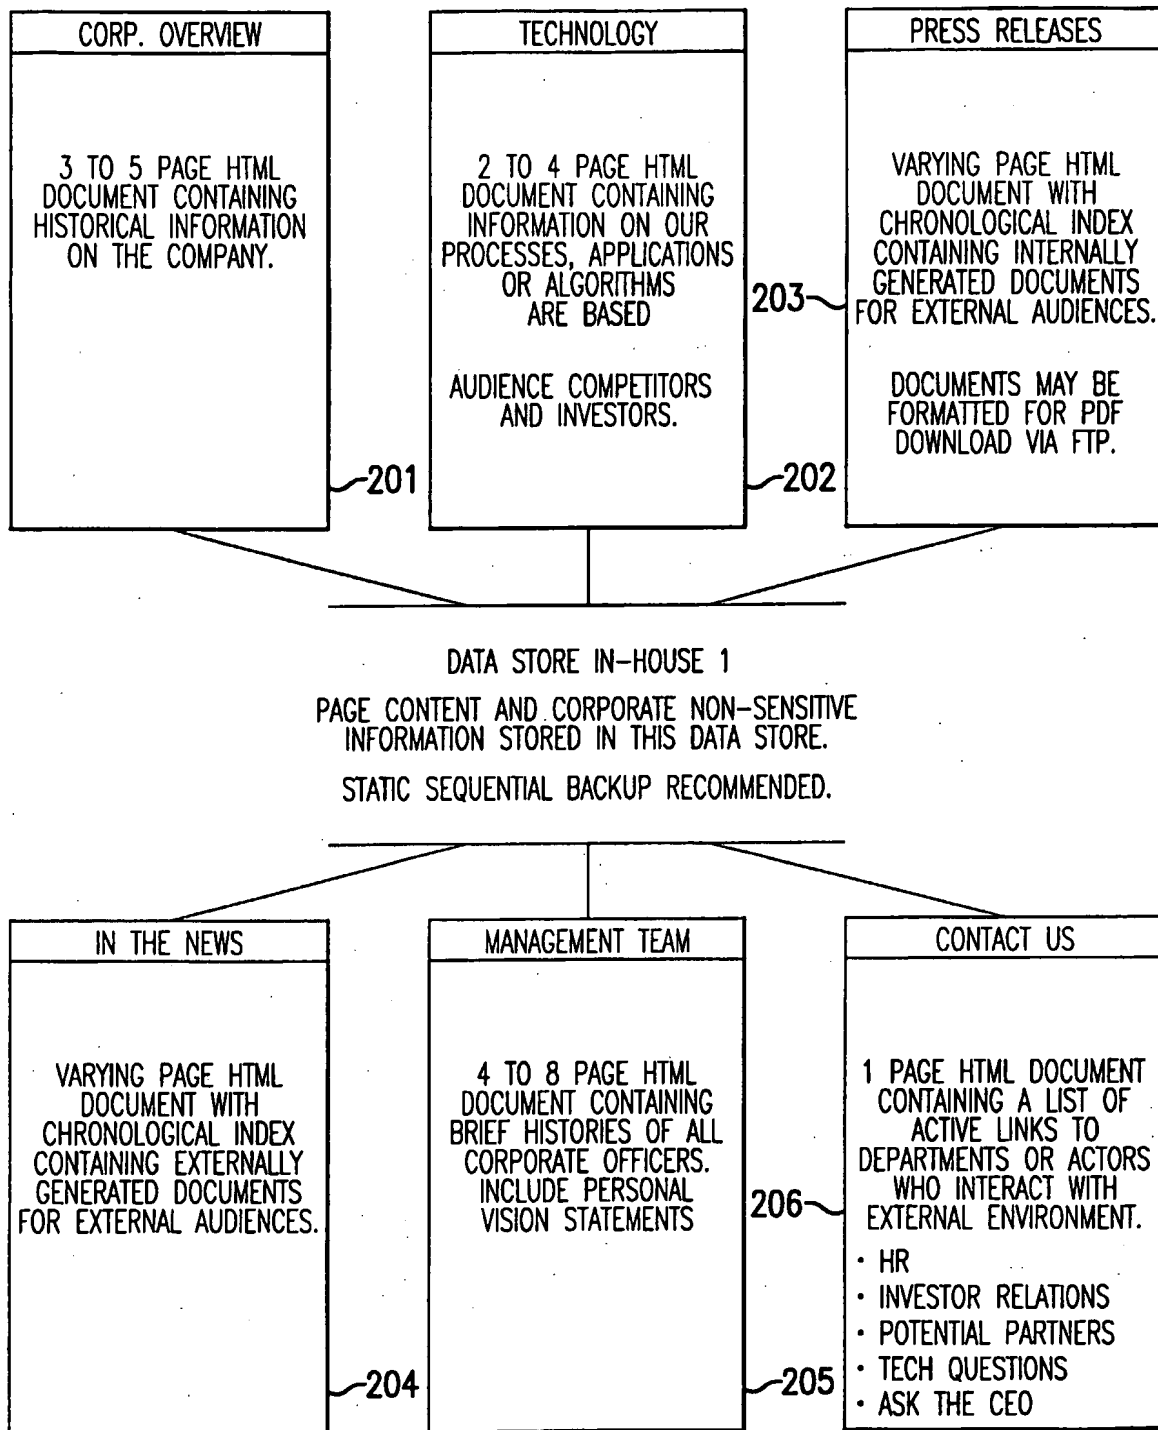 CORP. OVERVIEW
3 TO 5 PAGE HTML
DOCUMENT CONTAINING
HISTORICAL INFORMATION
ON THE COMPANY.
201
TECHNOLOGY
2 TO 4 PAGE HTML
DOCUMENT CONTAINING
INFORMATION ON OUR
PROCESSES, APPLICATIONS
OR ALGORITHMS
ARE BASED
AUDIENCE COMPETITORS
AND INVESTORS.
202
PRESS RELEASES
VARYING PAGE HTML
DOCUMENT WITH
CHRONOLOGICAL INDEX
CONTAINING INTERNALLY
GENERATED DOCUMENTS
FOR EXTERNAL AUDIENCES.
203
DOCUMENTS MAY BE
FORMATTED FOR PDF
DOWNLOAD VIA FTP.
DATA STORE IN-HOUSE 1
PAGE CONTENT AND CORPORATE NON-SENSITIVE
INFORMATION STORED IN THIS DATA STORE.
STATIC SEQUENTIAL BACKUP RECOMMENDED.
IN THE NEWS
VARYING PAGE HTML
DOCUMENT WITH
CHRONOLOGICAL INDEX
CONTAINING EXTERNALLY
GENERATED DOCUMENTS
FOR EXTERNAL AUDIENCES.
204
MANAGEMENT TEAM
4 TO 8 PAGE HTML
DOCUMENT CONTAINING
BRIEF HISTORIES OF ALL
CORPORATE OFFICERS.
INCLUDE PERSONAL
VISION STATEMENTS
205
CONTACT US
1 PAGE HTML DOCUMENT
CONTAINING A LIST OF
ACTIVE LINKS TO
DEPARTMENTS OR ACTORS
WHO INTERACT WITH
EXTERNAL ENVIRONMENT.
206
• HR
• INVESTOR RELATIONS
• POTENTIAL PARTNERS
• TECH QUESTIONS
• ASK THE CEO